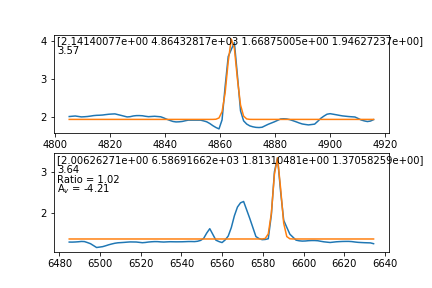 [2.14140077e+00 4.86432817e+03 1.66875005e+00 1.94627237e+00]
3.57
4
3
2
4800 4820 4840 4860 4880 4900 4920
[2.00626271e+00 6.58691662e+03 1.81310481e+00 1.37058259e+00]
3.64
Ratio = 1.02
Av = -4.21
3
2
6480 6500 6520 6540 6560 6580 6600 6620 6640